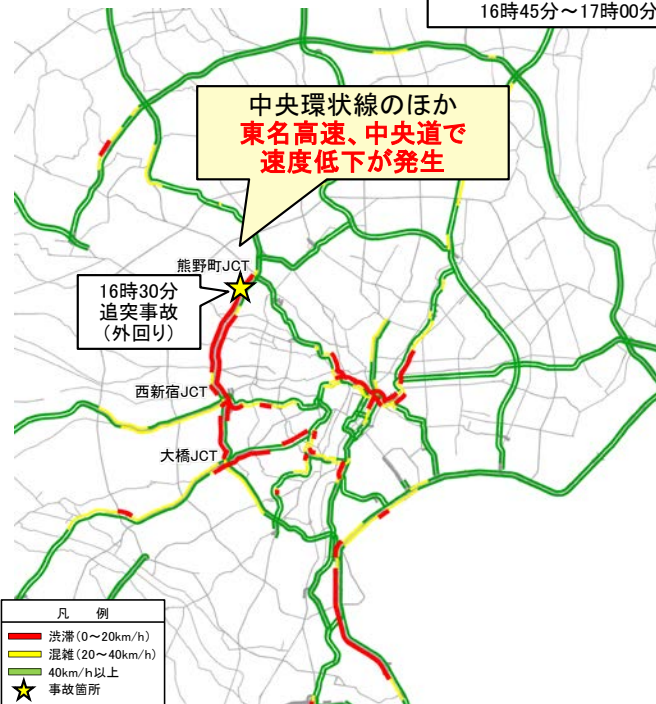 16時45分～17時00分
中央環状線のほか
東名高速、中央道で
速度低下が発生
熊野町JCT
16時30分
追突事故
(外回り)
西新宿JCT
大橋JCT
凡 例
渋滞(0～20km/h)
混雑(20～40km/h)
40km/h以上
事故箇所